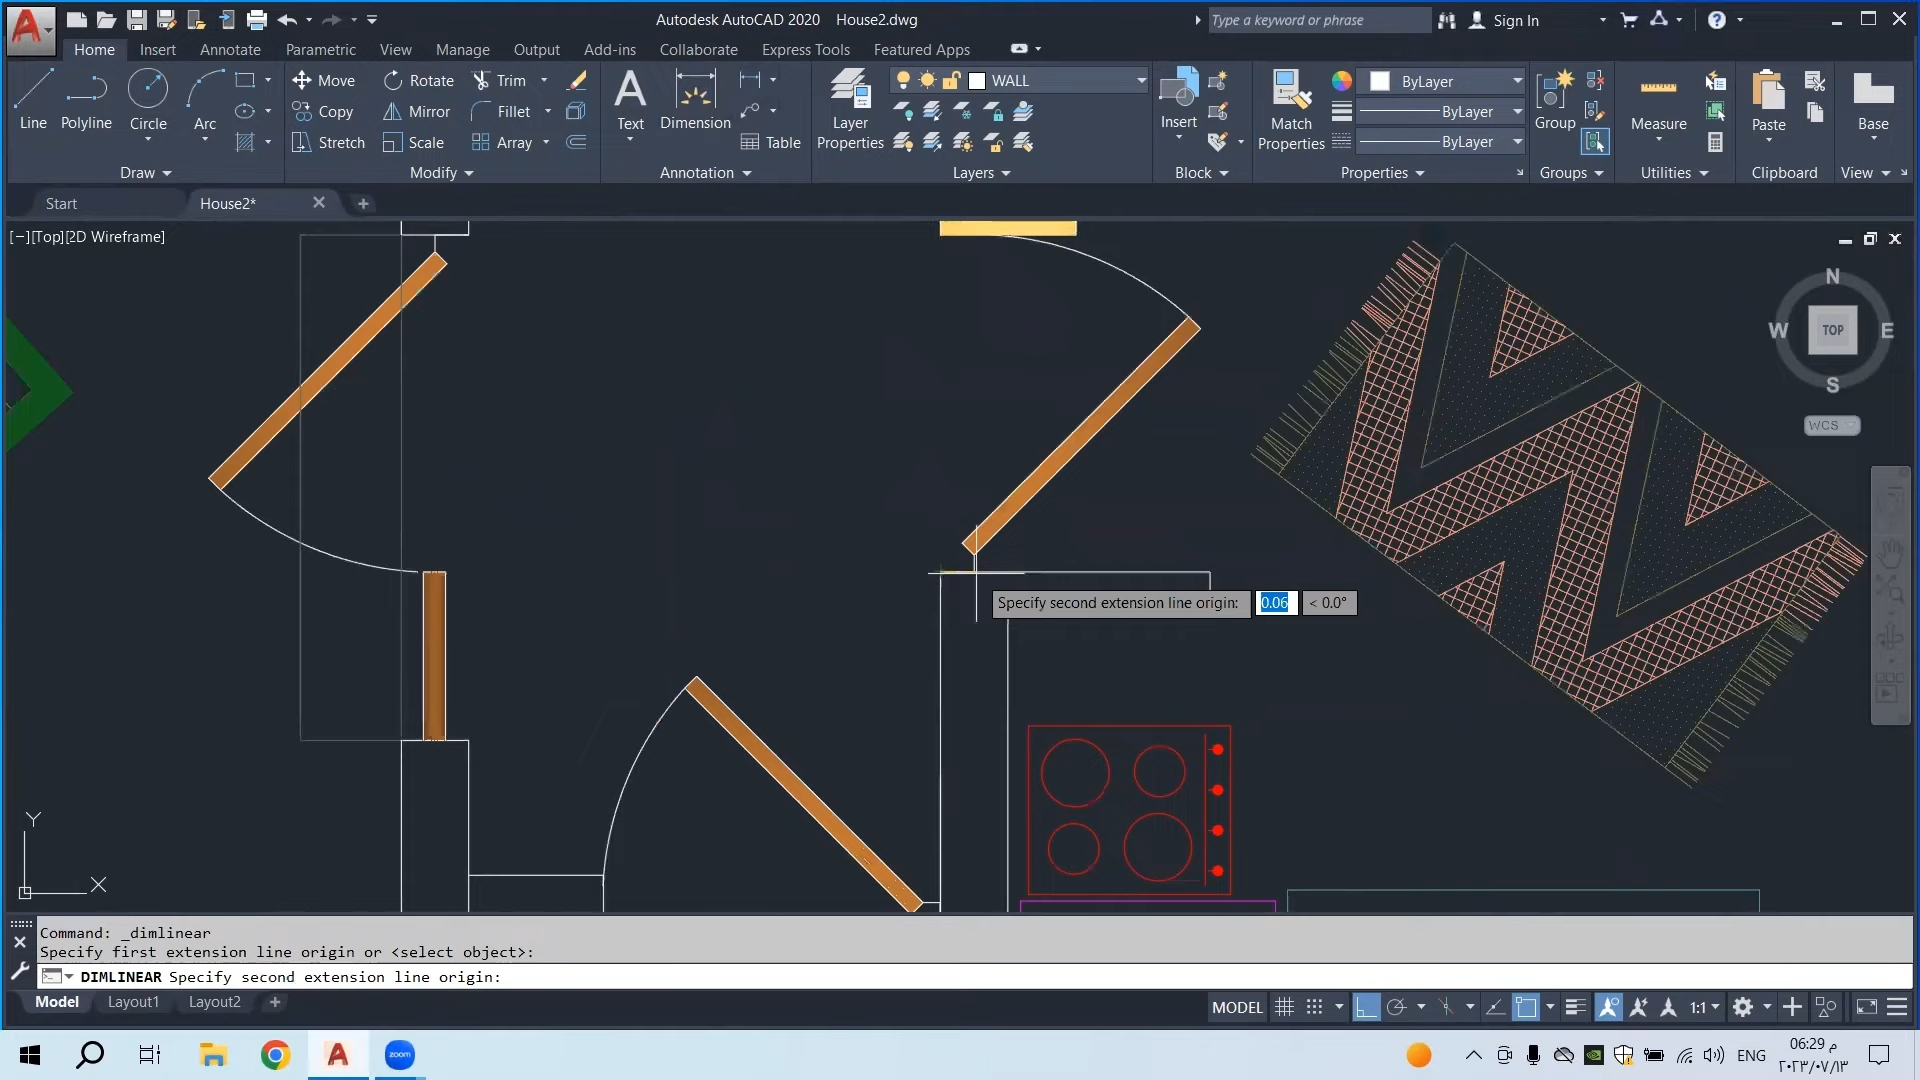 Autodesk AutoCAD 2020 House2.dwg
Type a keyword or phrase
Sign In
Home Insert Annotate Parametric View Manage Output Add-ins Collaborate Express Tools Featured Apps
Line Polyline Circle Arc
Move Rotate Trim
Copy Mirror Fillet
Stretch Scale Array
Text Dimension Table
Layer Properties
WALL
Insert
Match Properties
ByLayer
ByLayer
ByLayer
Group
Measure
Paste
Base
Draw Modify Annotation Layers Block Properties Groups Utilities Clipboard View
Start House2*
[−][Top][2D Wireframe]
N
W TOP E
S
WCS
Specify second extension line origin: 0.06 < 0.0°
Y
X
Command: _dimlinear
Specify first extension line origin or <select object>:
DIMLINEAR Specify second extension line origin:
Model Layout1 Layout2
MODEL 1:1
zoom
ENG
06:29 م
٢٠٢٣/٠٧/١٣